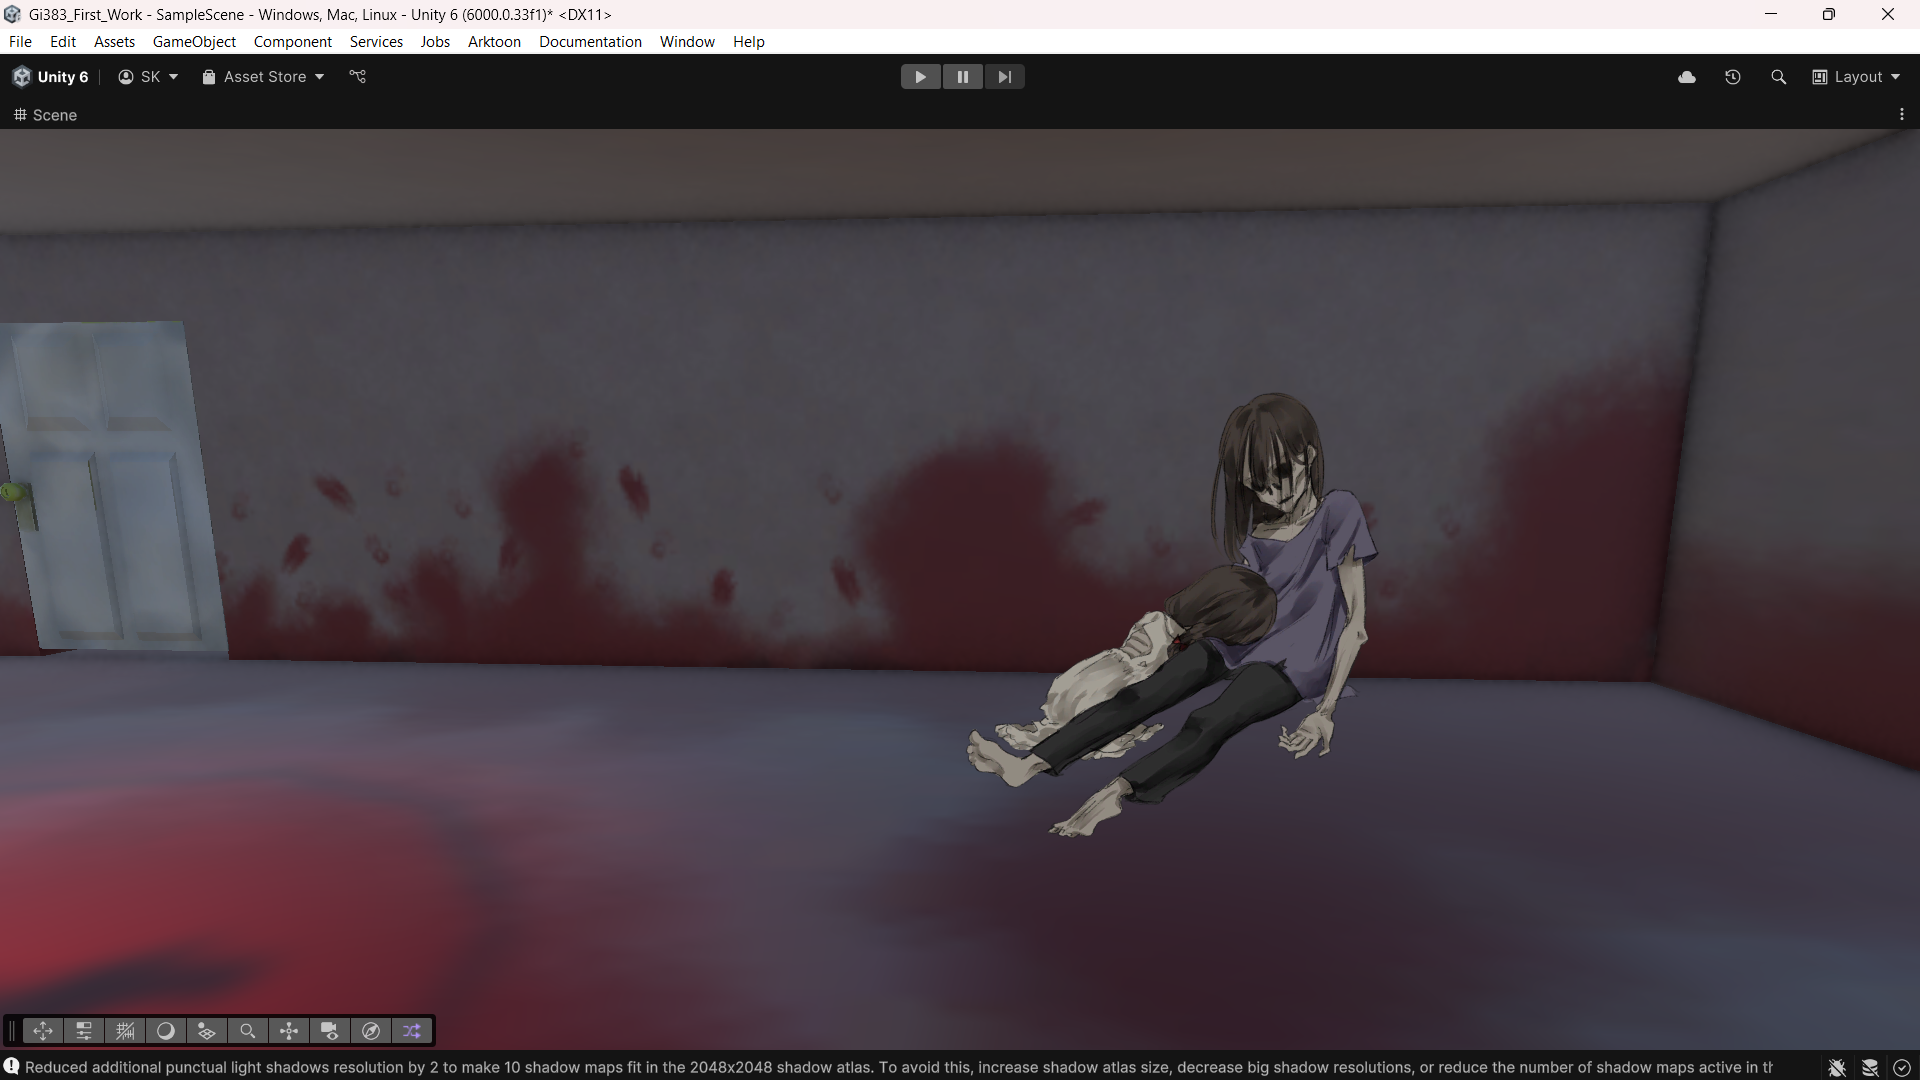 Gi383_First_Work - SampleScene - Windows, Mac, Linux - Unity 6 (6000.0.33f1)* <DX11>
File Edit Assets GameObject Component Services Jobs Arktoon Documentation Window Help
Unity 6 SK Asset Store Layout
Scene
Reduced additional punctual light shadows resolution by 2 to make 10 shadow maps fit in the 2048x2048 shadow atlas. To avoid this, increase shadow atlas size, decrease big shadow resolutions, or reduce the number of shadow maps active in th